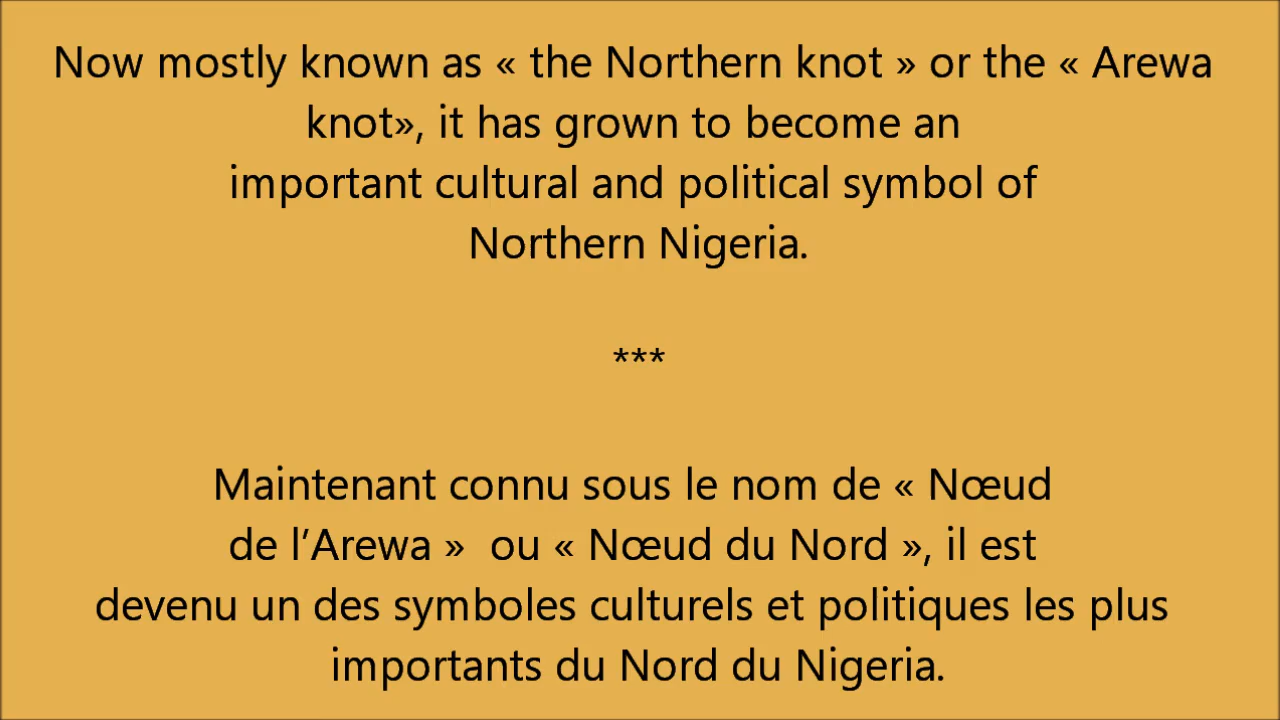 Now mostly known as « the Northern knot » or the « Arewa
knot», it has grown to become an
important cultural and political symbol of
Northern Nigeria.
***
Maintenant connu sous le nom de « Nœud
de l’Arewa »  ou « Nœud du Nord », il est
devenu un des symboles culturels et politiques les plus
importants du Nord du Nigeria.